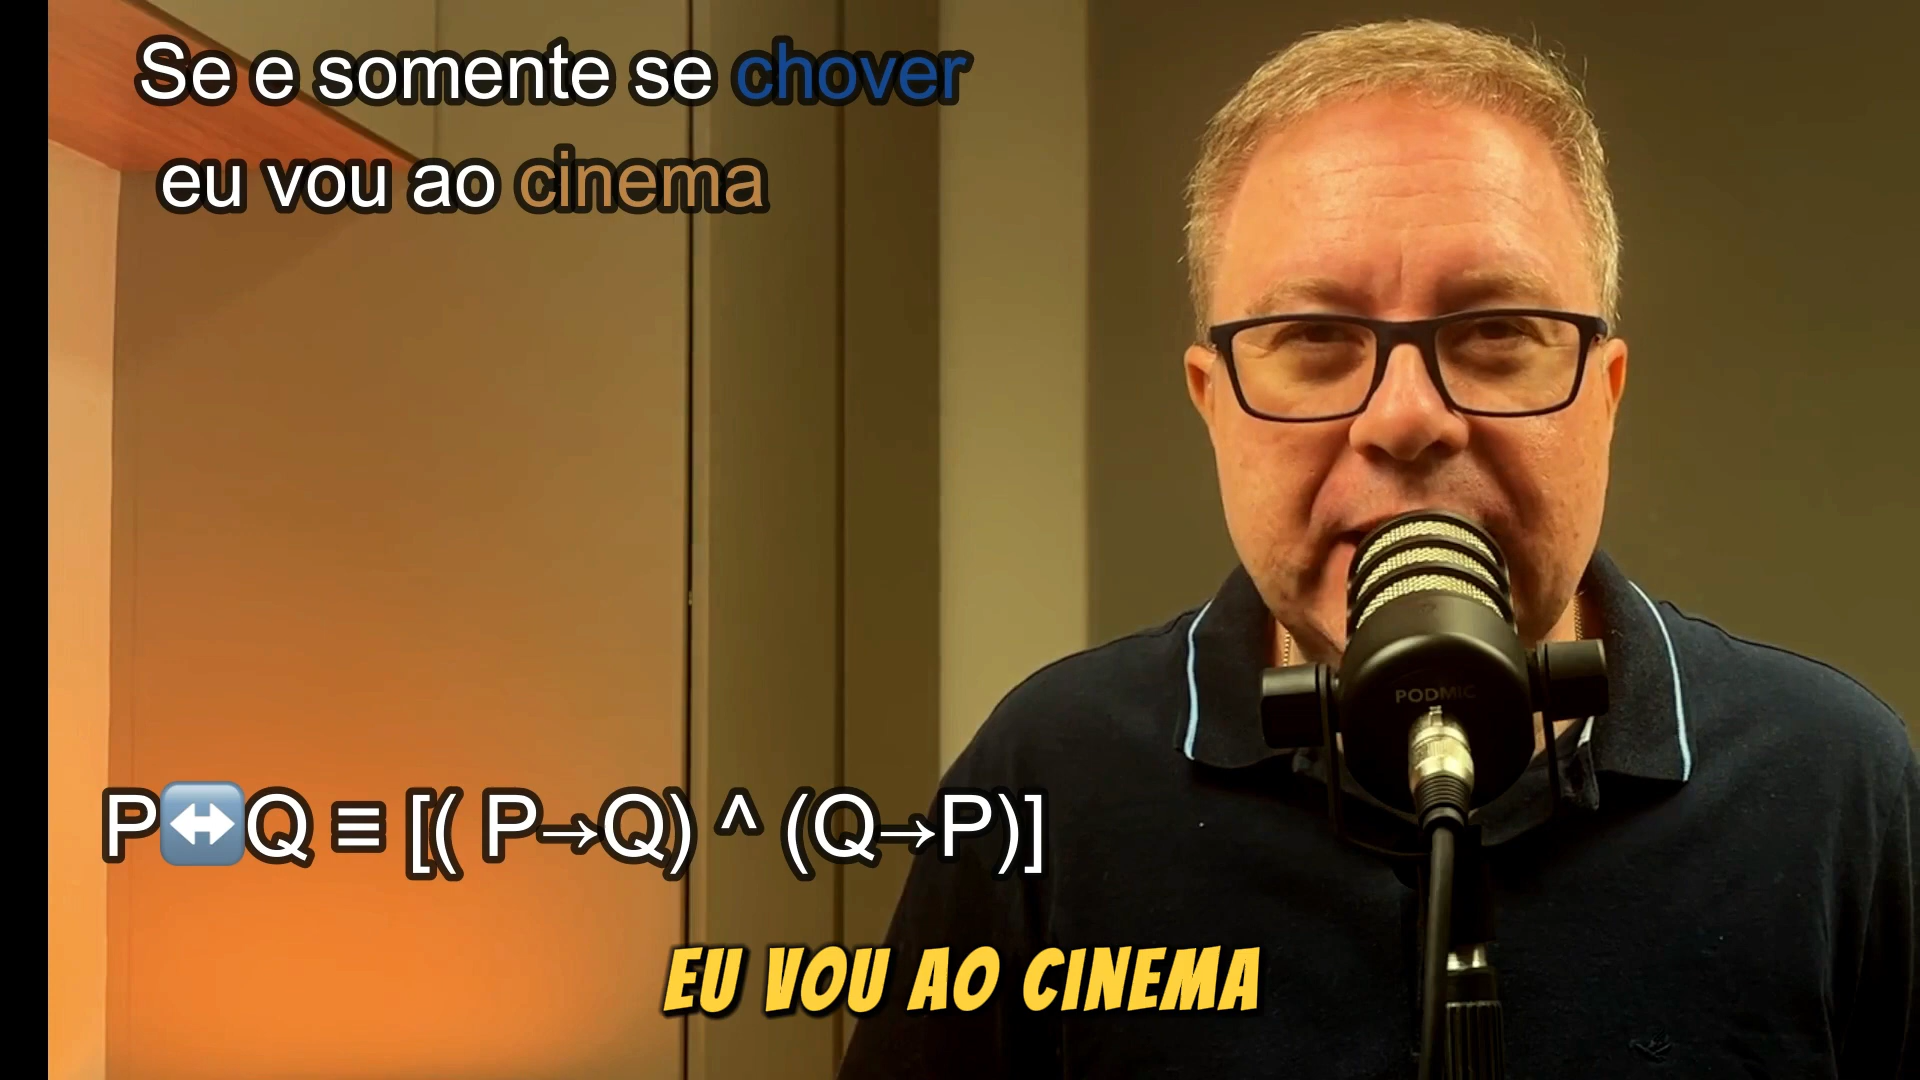 Se e somente se chover
eu vou ao cinema
PODMIC
P↔️Q ≡ [( P→Q) ^ (Q→P)]
EU VOU AO CINEMA